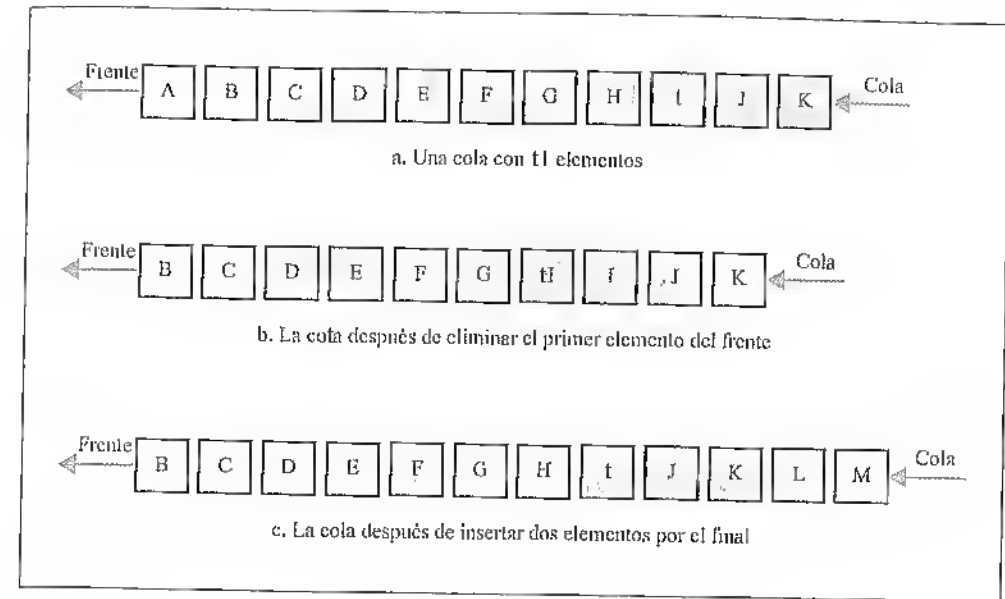 Frente A B C D E F G H I J K Cola
a. Una cola con 11 elementos
Frente B C D E F G H I J K Cola
b. La cola después de eliminar el primer elemento del frente
Frente B C D E F G H I J K L M Cola
c. La cola después de insertar dos elementos por el final